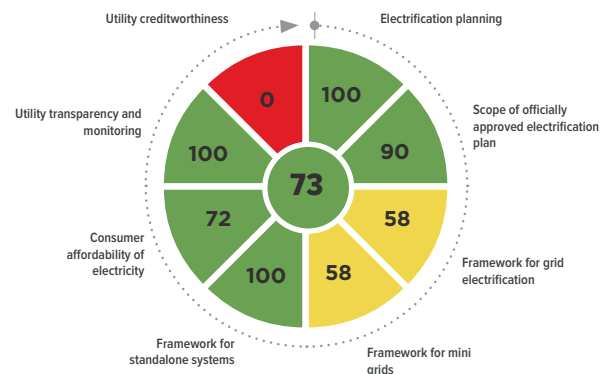 Utility creditworthiness
Electrification planning
0
100
Scope of officially
approved electrification
plan
90
58
Framework for grid
electrification
58
Framework for mini
grids
100
Framework for
standalone systems
72
Consumer
affordability of
electricity
100
Utility transparency and
monitoring
73